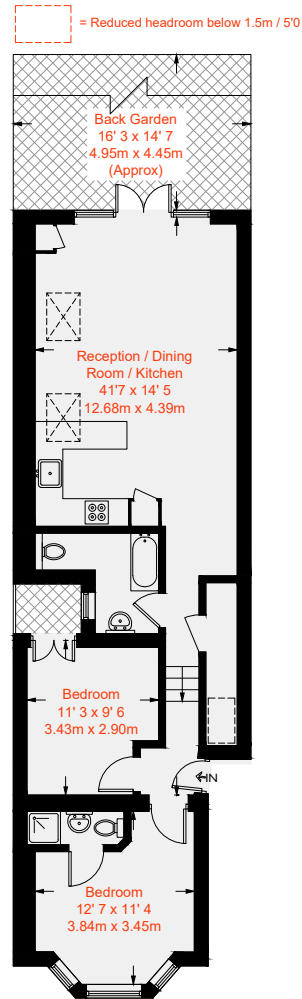 = Reduced headroom below 1.5m / 5'0
Back Garden
16' 3 x 14' 7
4.95m x 4.45m
(Approx)
Reception / Dining
Room / Kitchen
41'7 x 14' 5
12.68m x 4.39m
Bedroom
11' 3 x 9' 6
3.43m x 2.90m
IN
Bedroom
12' 7 x 11' 4
3.84m x 3.45m